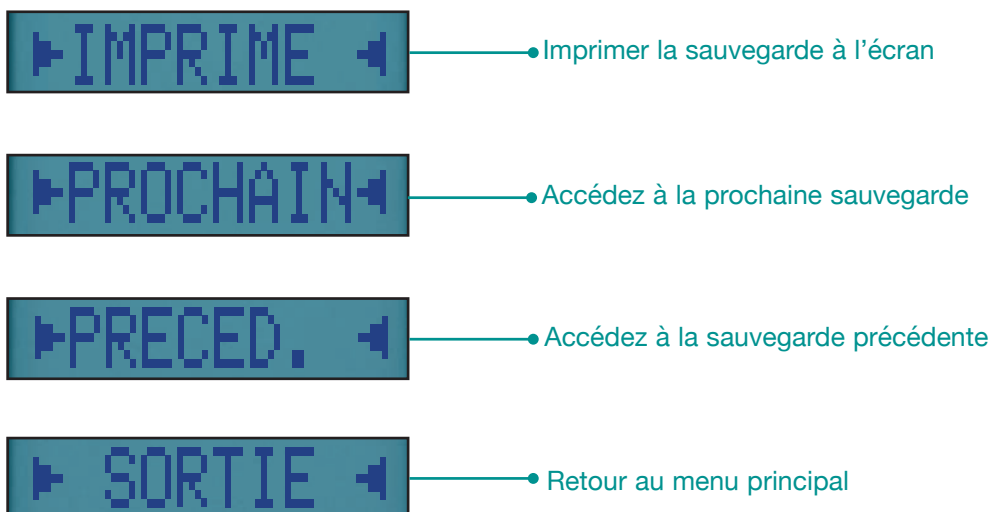 IMPRIME
Imprimer la sauvegarde à l’écran
PROCHAIN
Accédez à la prochaine sauvegarde
PRECED.
Accédez à la sauvegarde précédente
SORTIE
Retour au menu principal